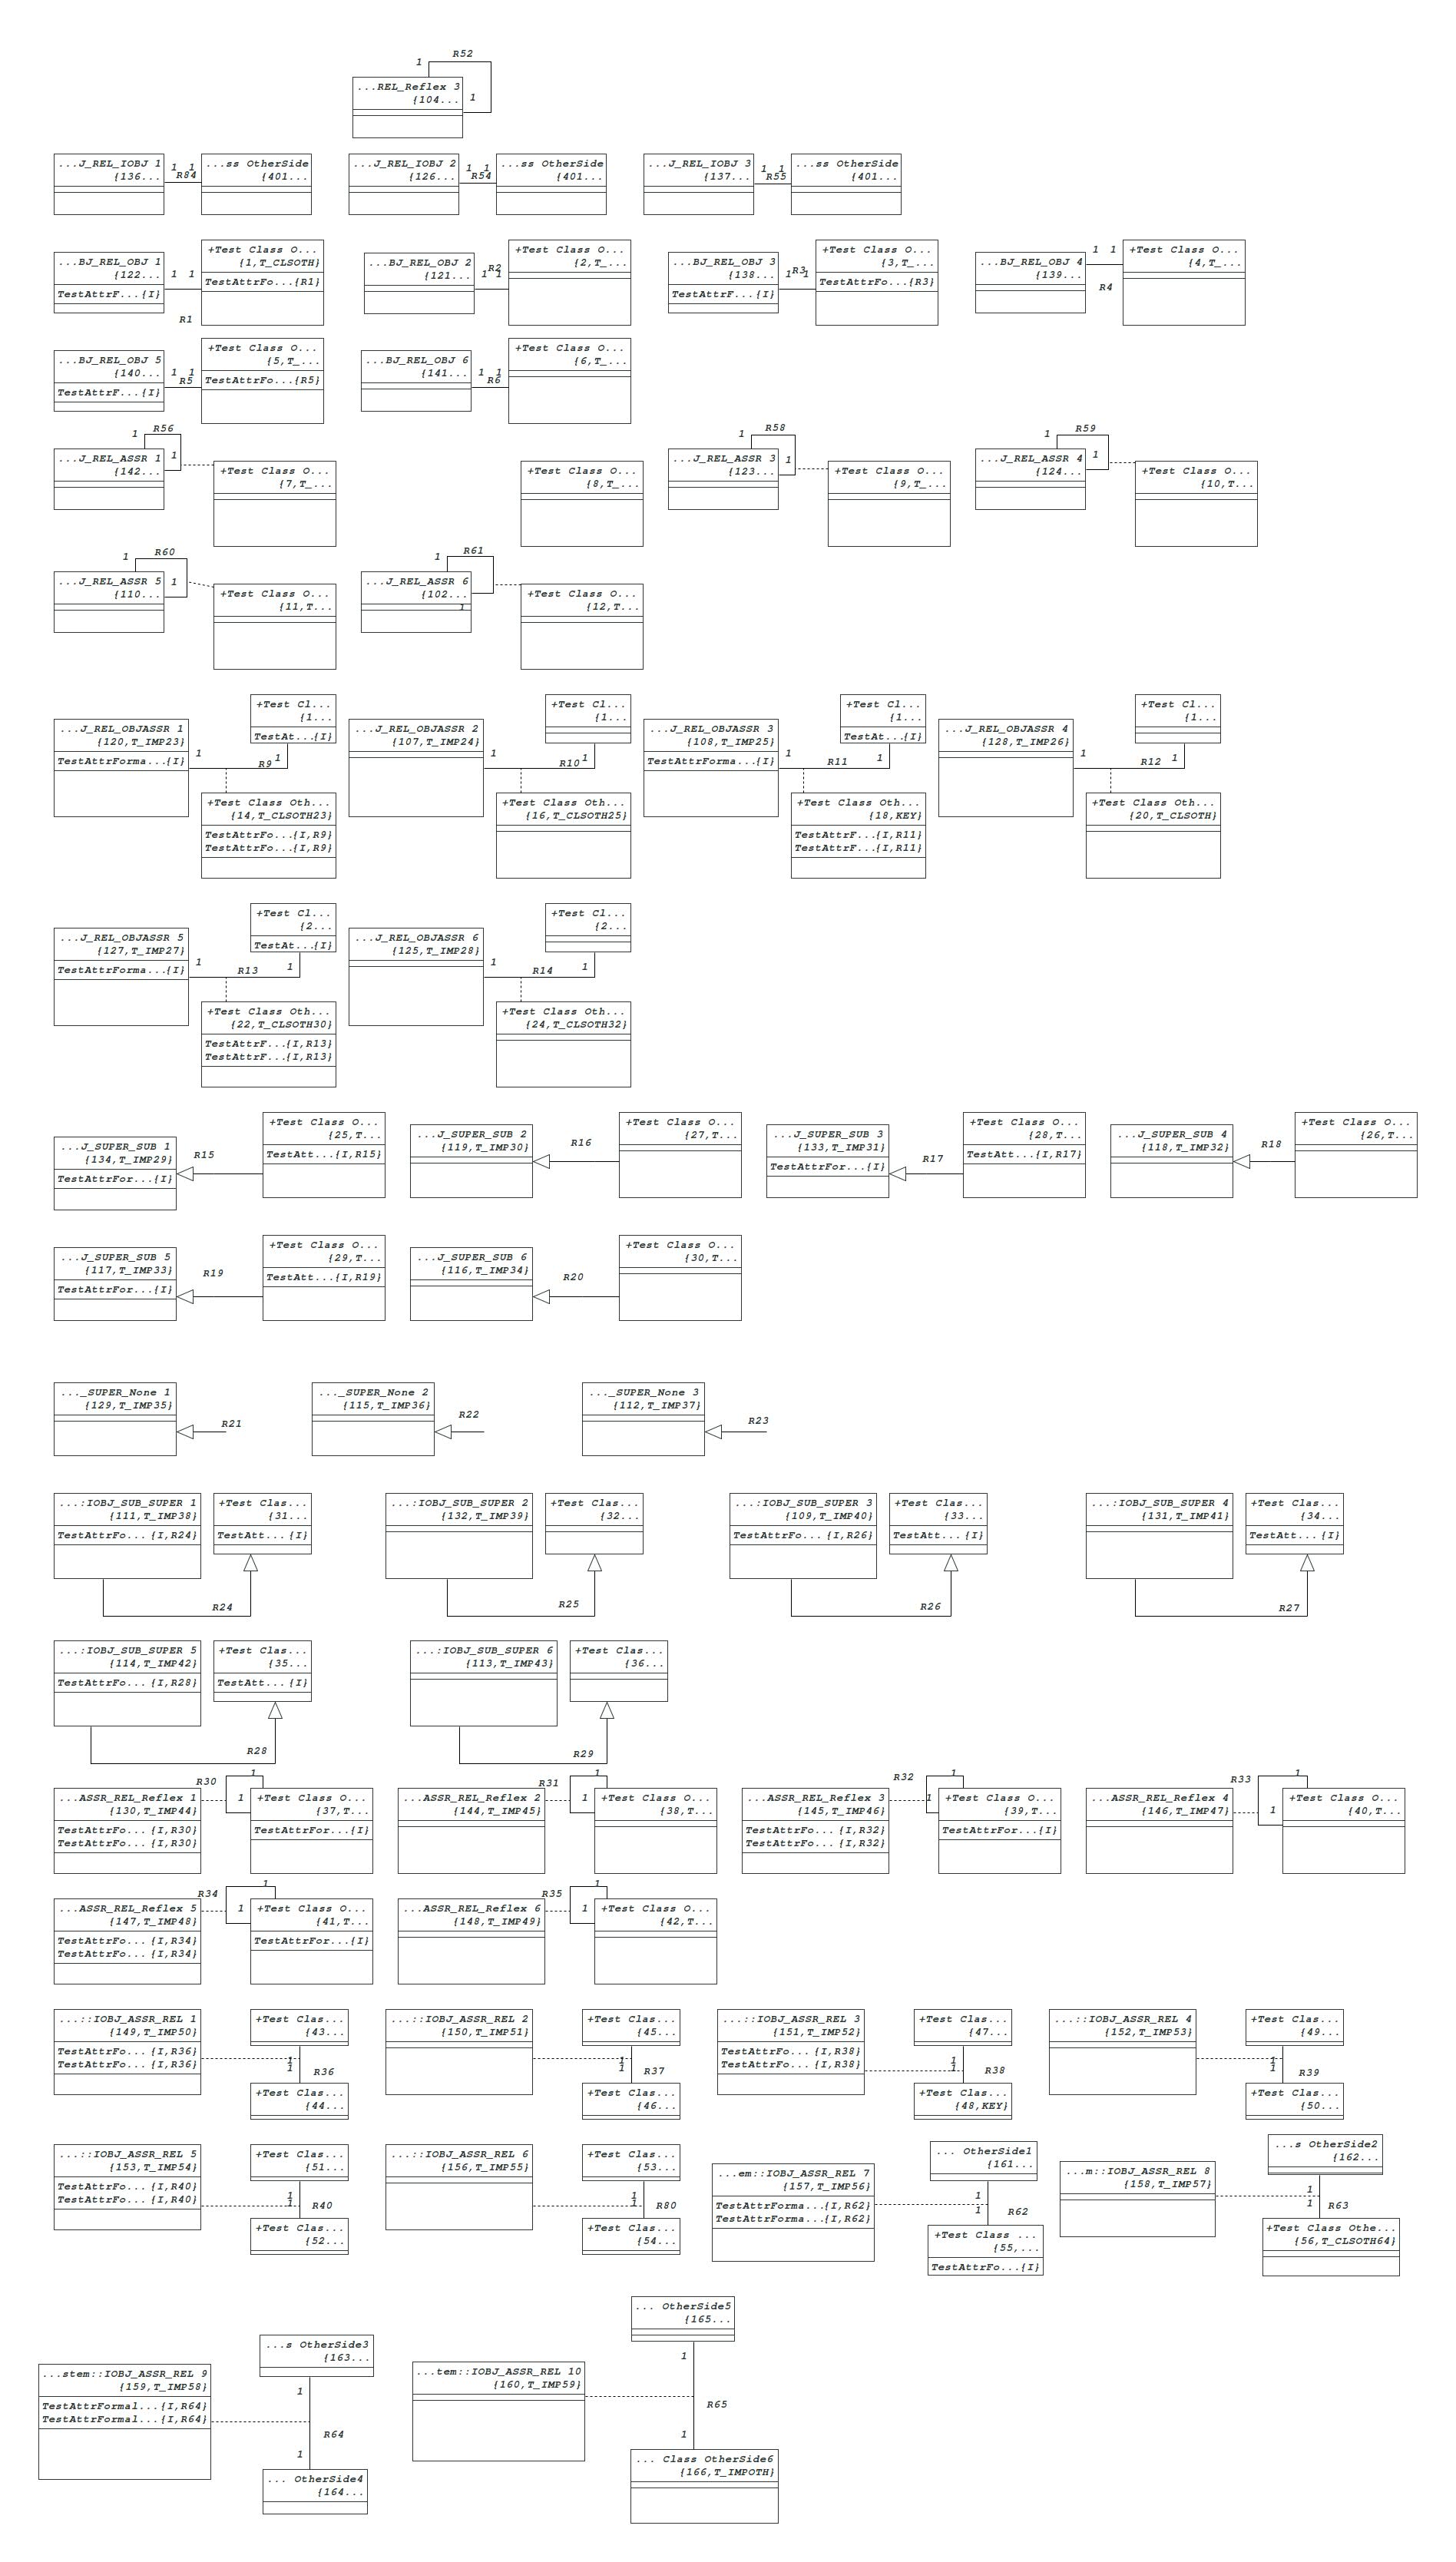 R52
1
...REL_Reflex 3
{104...
1
...J_REL_IOBJ 1
{136...
1 1
R84
...ss OtherSide
{401...
...J_REL_IOBJ 2
{126...
1 1
R54
...ss OtherSide
{401...
...J_REL_IOBJ 3
{137...
1 1
R55
...ss OtherSide
{401...
...BJ_REL_OBJ 1
{122...
TestAttrF...{I}
1 1
R1
+Test Class O...
{1,T_CLSOTH}
TestAttrFo...{R1}
...BJ_REL_OBJ 2
{121...
R2
1 1
+Test Class O...
{2,T_...
...BJ_REL_OBJ 3
{138...
TestAttrF...{I}
R3
1 1
+Test Class O...
{3,T_...
TestAttrFo...{R3}
...BJ_REL_OBJ 4
{139...
1 1
R4
+Test Class O...
{4,T_...
...BJ_REL_OBJ 5
{140...
TestAttrF...{I}
1 1
R5
+Test Class O...
{5,T_...
TestAttrFo...{R5}
...BJ_REL_OBJ 6
{141...
1 1
R6
+Test Class O...
{6,T_...
R56
1
...J_REL_ASSR 1
{142...
1
+Test Class O...
{7,T_...
+Test Class O...
{8,T_...
R58
1
...J_REL_ASSR 3
{123...
1
+Test Class O...
{9,T_...
R59
1
...J_REL_ASSR 4
{124...
1
+Test Class O...
{10,T...
R60
1
...J_REL_ASSR 5
{110...
1
+Test Class O...
{11,T...
R61
1
...J_REL_ASSR 6
{102...
1
+Test Class O...
{12,T...
...J_REL_OBJASSR 1
{120,T_IMP23}
TestAttrForma...{I}
1
R9
1
+Test Cl...
{1...
TestAt...{I}
+Test Class Oth...
{14,T_CLSOTH23}
TestAttrFo...{I,R9}
TestAttrFo...{I,R9}
...J_REL_OBJASSR 2
{107,T_IMP24}
1
R10
1
+Test Cl...
{1...
+Test Class Oth...
{16,T_CLSOTH25}
...J_REL_OBJASSR 3
{108,T_IMP25}
TestAttrForma...{I}
1
R11
1
+Test Cl...
{1...
TestAt...{I}
+Test Class Oth...
{18,KEY}
TestAttrF...{I,R11}
TestAttrF...{I,R11}
...J_REL_OBJASSR 4
{128,T_IMP26}
1
R12
1
+Test Cl...
{1...
+Test Class Oth...
{20,T_CLSOTH}
...J_REL_OBJASSR 5
{127,T_IMP27}
TestAttrForma...{I}
1
R13
1
+Test Cl...
{2...
TestAt...{I}
+Test Class Oth...
{22,T_CLSOTH30}
TestAttrF...{I,R13}
TestAttrF...{I,R13}
...J_REL_OBJASSR 6
{125,T_IMP28}
1
R14
1
+Test Cl...
{2...
+Test Class Oth...
{24,T_CLSOTH32}
...J_SUPER_SUB 1
{134,T_IMP29}
TestAttrFor...{I}
R15
+Test Class O...
{25,T...
TestAtt...{I,R15}
...J_SUPER_SUB 2
{119,T_IMP30}
R16
+Test Class O...
{27,T...
...J_SUPER_SUB 3
{133,T_IMP31}
TestAttrFor...{I}
R17
+Test Class O...
{28,T...
TestAtt...{I,R17}
...J_SUPER_SUB 4
{118,T_IMP32}
R18
+Test Class O...
{26,T...
...J_SUPER_SUB 5
{117,T_IMP33}
TestAttrFor...{I}
R19
+Test Class O...
{29,T...
TestAtt...{I,R19}
...J_SUPER_SUB 6
{116,T_IMP34}
R20
+Test Class O...
{30,T...
..._SUPER_None 1
{129,T_IMP35}
R21
..._SUPER_None 2
{115,T_IMP36}
R22
..._SUPER_None 3
{112,T_IMP37}
R23
...:IOBJ_SUB_SUPER 1
{111,T_IMP38}
TestAttrFo... {I,R24}
+Test Clas...
{31...
TestAtt... {I}
R24
...:IOBJ_SUB_SUPER 2
{132,T_IMP39}
+Test Clas...
{32...
R25
...:IOBJ_SUB_SUPER 3
{109,T_IMP40}
TestAttrFo... {I,R26}
+Test Clas...
{33...
TestAtt... {I}
R26
...:IOBJ_SUB_SUPER 4
{131,T_IMP41}
+Test Clas...
{34...
TestAtt... {I}
R27
...:IOBJ_SUB_SUPER 5
{114,T_IMP42}
TestAttrFo... {I,R28}
+Test Clas...
{35...
TestAtt... {I}
R28
...:IOBJ_SUB_SUPER 6
{113,T_IMP43}
+Test Clas...
{36...
R29
...ASSR_REL_Reflex 1
{130,T_IMP44}
TestAttrFo... {I,R30}
TestAttrFo... {I,R30}
R30
1
1
+Test Class O...
{37,T...
TestAttrFor...{I}
...ASSR_REL_Reflex 2
{144,T_IMP45}
R31
1
1
+Test Class O...
{38,T...
...ASSR_REL_Reflex 3
{145,T_IMP46}
TestAttrFo... {I,R32}
TestAttrFo... {I,R32}
R32
1
1
+Test Class O...
{39,T...
TestAttrFor...{I}
...ASSR_REL_Reflex 4
{146,T_IMP47}
R33
1
1
+Test Class O...
{40,T...
...ASSR_REL_Reflex 5
{147,T_IMP48}
TestAttrFo... {I,R34}
TestAttrFo... {I,R34}
R34
1
1
+Test Class O...
{41,T...
TestAttrFor...{I}
...ASSR_REL_Reflex 6
{148,T_IMP49}
R35
1
1
+Test Class O...
{42,T...
...::IOBJ_ASSR_REL 1
{149,T_IMP50}
TestAttrFo... {I,R36}
TestAttrFo... {I,R36}
+Test Clas...
{43...
1
1
R36
+Test Clas...
{44...
...::IOBJ_ASSR_REL 2
{150,T_IMP51}
+Test Clas...
{45...
1
1
R37
+Test Clas...
{46...
...::IOBJ_ASSR_REL 3
{151,T_IMP52}
TestAttrFo... {I,R38}
TestAttrFo... {I,R38}
+Test Clas...
{47...
1
1
R38
+Test Clas...
{48,KEY}
...::IOBJ_ASSR_REL 4
{152,T_IMP53}
+Test Clas...
{49...
1
1
R39
+Test Clas...
{50...
...::IOBJ_ASSR_REL 5
{153,T_IMP54}
TestAttrFo... {I,R40}
TestAttrFo... {I,R40}
+Test Clas...
{51...
1
1
R40
+Test Clas...
{52...
...::IOBJ_ASSR_REL 6
{156,T_IMP55}
+Test Clas...
{53...
1
1
R80
+Test Clas...
{54...
...em::IOBJ_ASSR_REL 7
{157,T_IMP56}
TestAttrForma...{I,R62}
TestAttrForma...{I,R62}
... OtherSide1
{161...
1
1
R62
+Test Class ...
{55,...
TestAttrFo...{I}
...m::IOBJ_ASSR_REL 8
{158,T_IMP57}
...s OtherSide2
{162...
1
1
R63
+Test Class Othe...
{56,T_CLSOTH64}
...stem::IOBJ_ASSR_REL 9
{159,T_IMP58}
TestAttrFormal...{I,R64}
TestAttrFormal...{I,R64}
...s OtherSide3
{163...
1
R64
1
... OtherSide4
{164...
...tem::IOBJ_ASSR_REL 10
{160,T_IMP59}
... OtherSide5
{165...
1
R65
1
... Class OtherSide6
{166,T_IMPOTH}